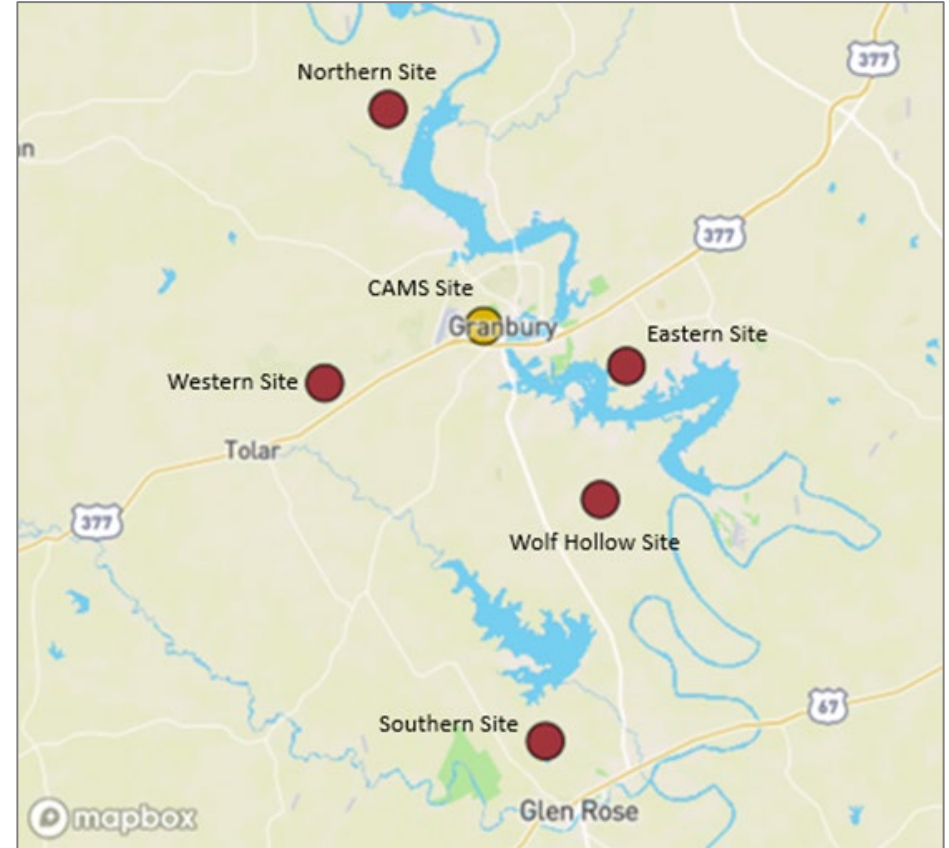 Northern Site
377
377
CAMS Site
Granbury
Eastern Site
Western Site
Tolar
377
Wolf Hollow Site
67
Southern Site
Glen Rose
mapbox